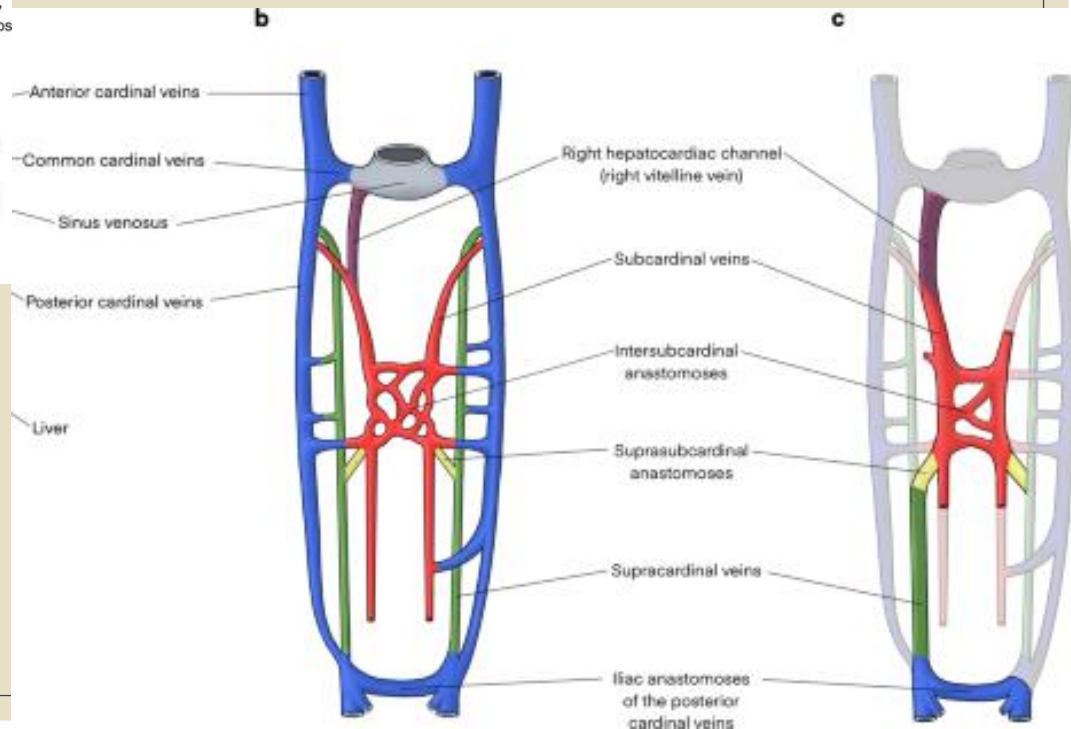 b
c
Anterior cardinal veins
Common cardinal veins
Sinus venosus
Posterior cardinal veins
Liver
Right hepatocardiac channel
(right vitelline vein)
Subcardinal veins
Intersubcardinal
anastomoses
Suprasubcardinal
anastomoses
Supracardinal veins
Iliac anastomoses
of the posterior
cardinal veins